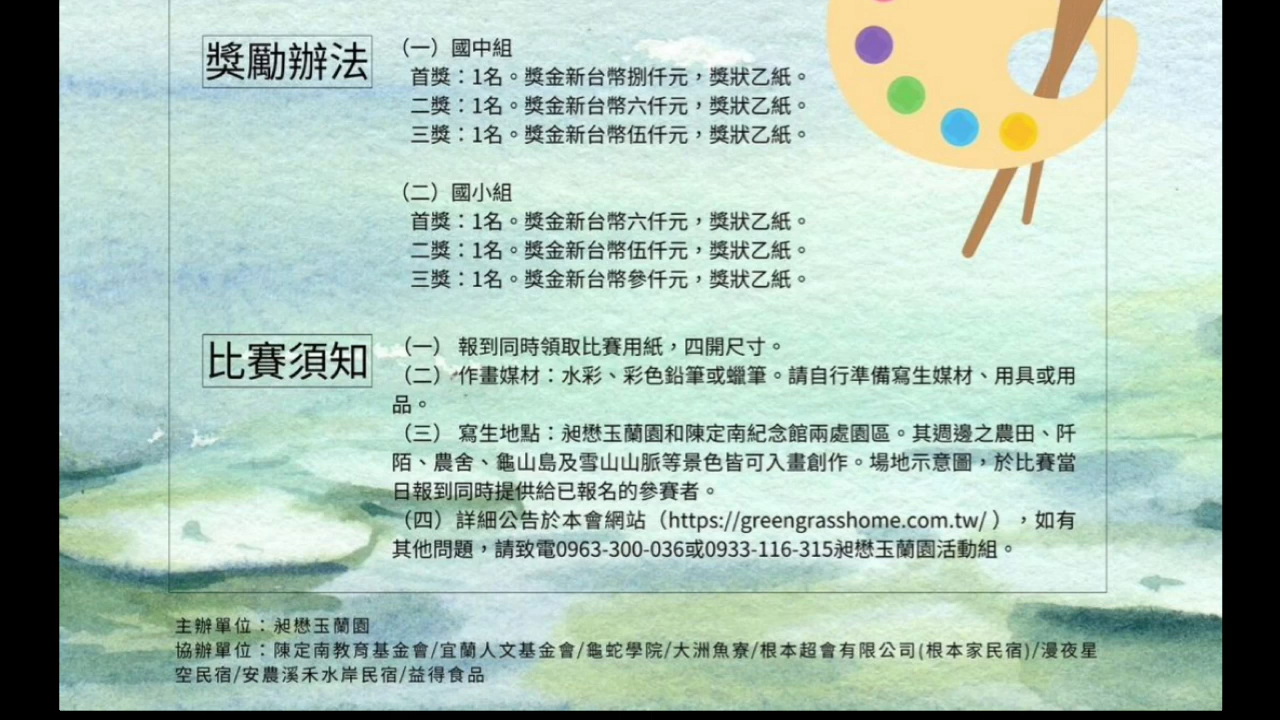 獎勵辦法
（一）國中組
首獎：1名。獎金新台幣捌仟元，獎狀乙紙。
二獎：1名。獎金新台幣六仟元，獎狀乙紙。
三獎：1名。獎金新台幣伍仟元，獎狀乙紙。
（二）國小組
首獎：1名。獎金新台幣六仟元，獎狀乙紙。
二獎：1名。獎金新台幣伍仟元，獎狀乙紙。
三獎：1名。獎金新台幣參仟元，獎狀乙紙。
比賽須知
（一） 報到同時領取比賽用紙，四開尺寸。
（二） 作畫媒材：水彩、彩色鉛筆或蠟筆。請自行準備寫生媒材、用具或用
品。
（三） 寫生地點：昶懋玉蘭園和陳定南紀念館兩處園區。其週邊之農田、阡
陌、農舍、龜山島及雪山山脈等景色皆可入畫創作。場地示意圖，於比賽當
日報到同時提供給已報名的參賽者。
（四）詳細公告於本會網站（https://greengrasshome.com.tw/ ），如有
其他問題，請致電0963-300-036或0933-116-315昶懋玉蘭園活動組。
主辦單位：昶懋玉蘭園
協辦單位：陳定南教育基金會/宜蘭人文基金會/龜蛇學院/大洲魚寮/根本超會有限公司(根本家民宿)/漫夜星
空民宿/安農溪禾水岸民宿/益得食品